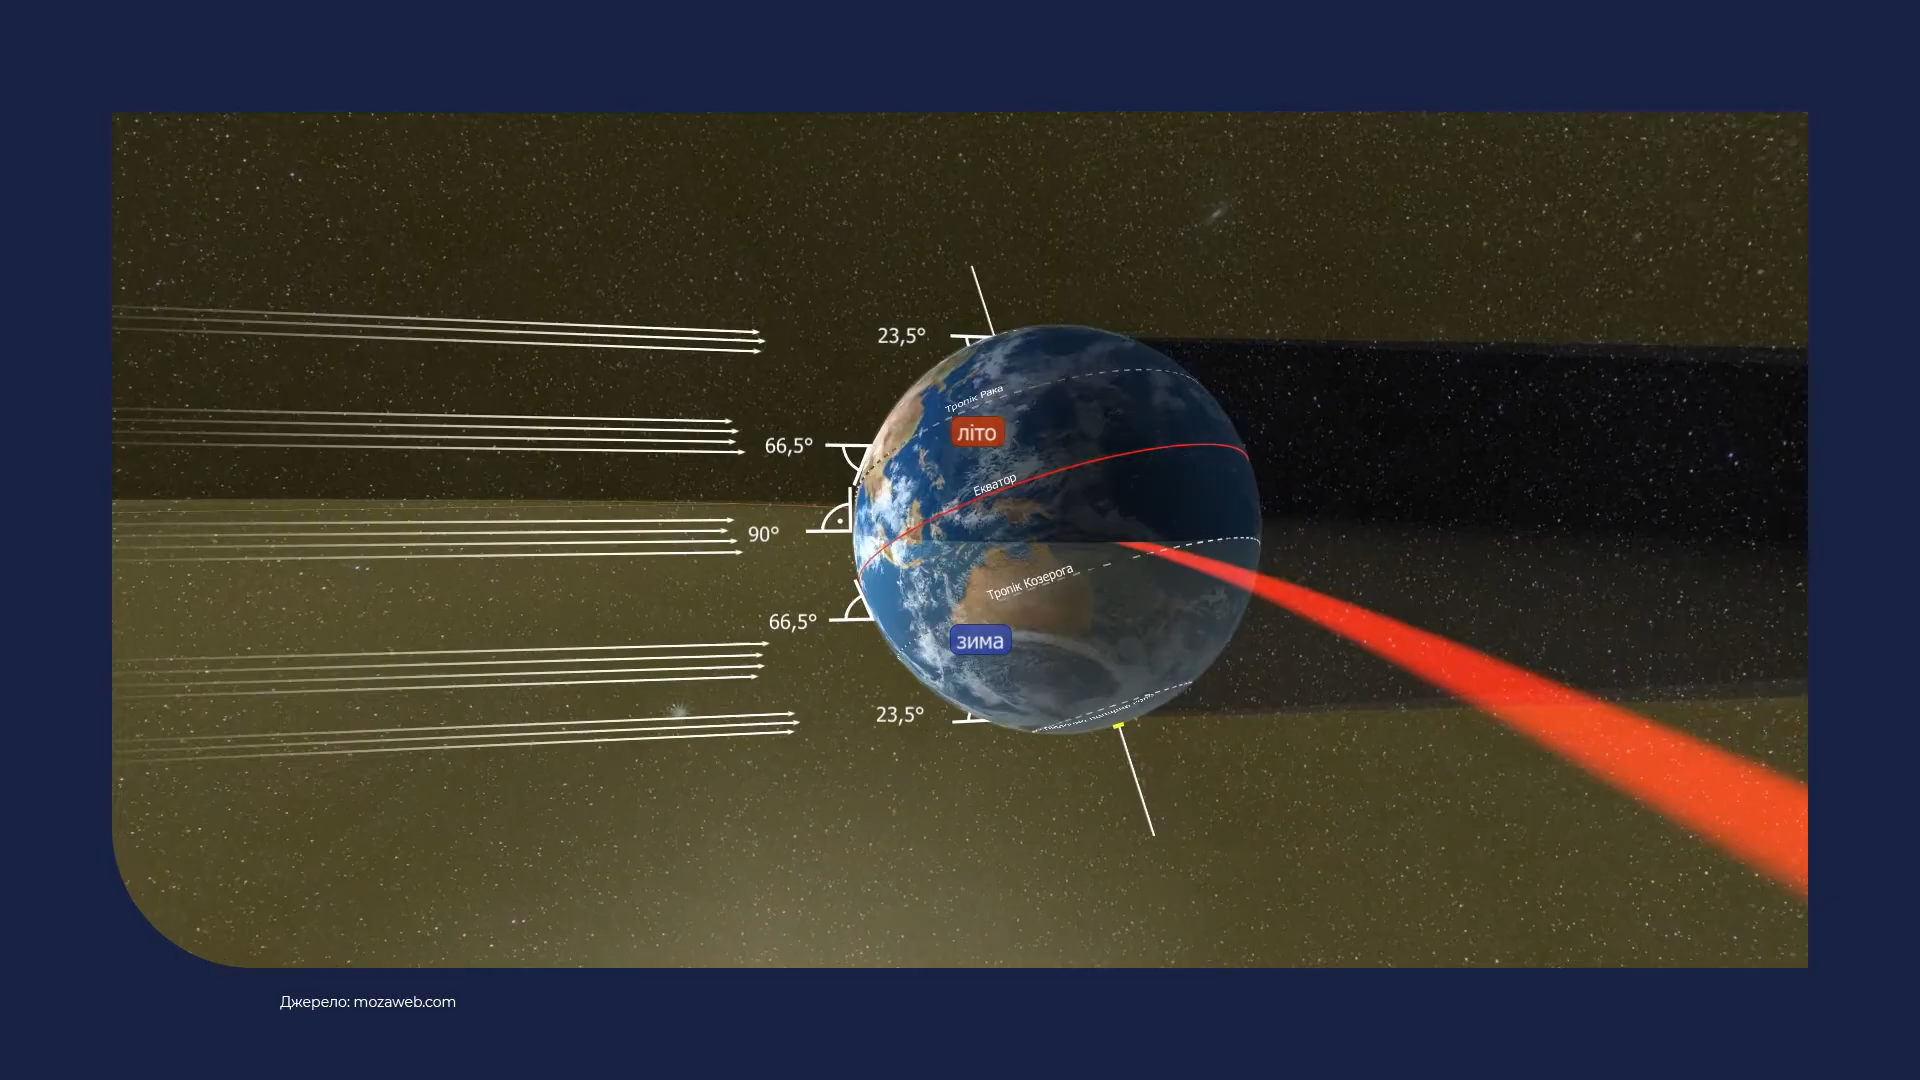 23,5°
Тропік Рака
літо
66,5°
Екватор
90°
Тропік Козерога
66,5°
зима
23,5°
Джерело: mozaweb.com